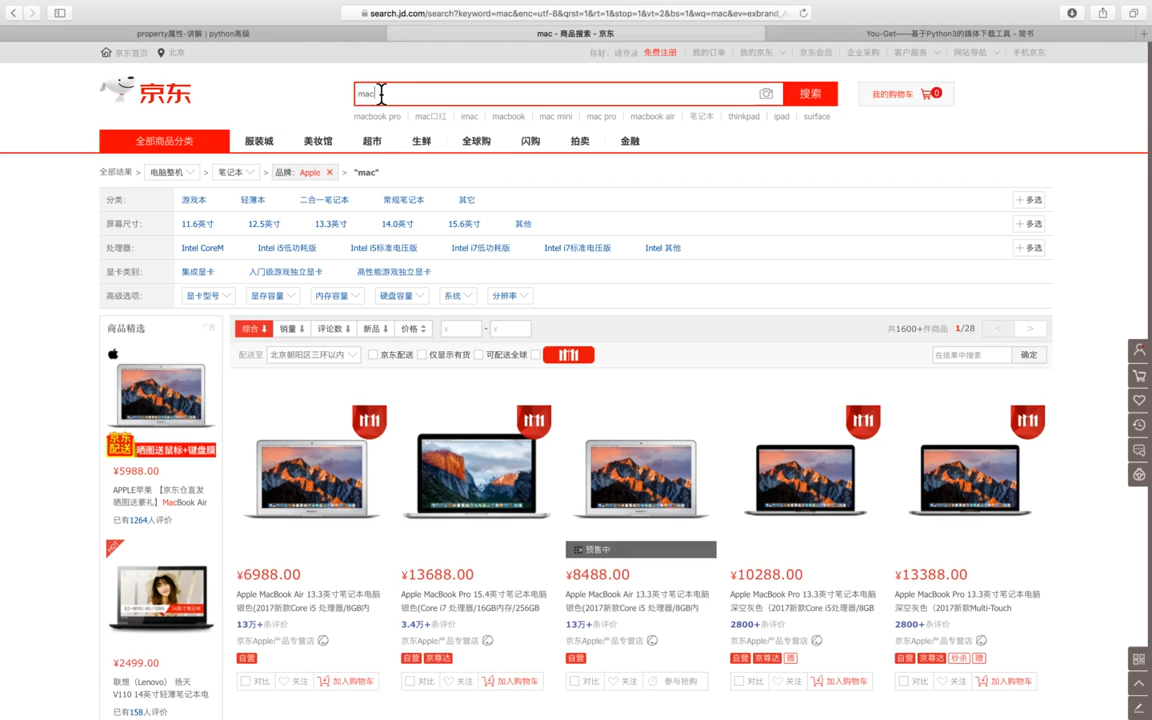 search.jd.com/search?keyword=mac&enc=utf-8&qrst=1&rt=1&stop=1&vt=2&bs=1&wq=mac&ev=exbrand_A
property属性-讲解 | python高级
mac - 商品搜索 - 京东
You-Get——基于Python3的媒体下载工具 - 简书
京东首页 北京 你好，请登录 免费注册 我的订单 我的京东 京东会员 企业采购 客户服务 网站导航 手机京东
京东
mac
搜索
我的购物车 0
macbook pro mac口红 imac macbook mac mini mac pro macbook air 笔记本 thinkpad ipad surface
全部商品分类 服装城 美妆馆 超市 生鲜 全球购 闪购 拍卖 金融
全部结果 > 电脑整机 > 笔记本 > 品牌: Apple × > "mac"
分类: 游戏本 轻薄本 二合一笔记本 常规笔记本 其它 + 多选
屏幕尺寸: 11.6英寸 12.5英寸 13.3英寸 14.0英寸 15.6英寸 其他 + 多选
处理器: Intel CoreM Intel i5低功耗版 Intel i5标准电压版 Intel i7低功耗版 Intel i7标准电压版 Intel 其他 + 多选
显卡类别: 集成显卡 入门级游戏独立显卡 高性能游戏独立显卡
高级选项: 显卡型号 显存容量 内存容量 硬盘容量 系统 分辨率
商品精选 广告
综合 销量 评论数 新品 价格 ¥ - ¥ 共1600+件商品 1/28 < >
配送至 北京朝阳区三环以内 京东配送 仅显示有货 可配送全球 11.11 在结果中搜索 确定
京东配送 晒图送鼠标+键盘膜
¥5988.00
APPLE苹果 【京东仓直发
晒图送豪礼】MacBook Air
已有1264人评价
HOT
¥2499.00
联想（Lenovo） 扬天
V110 14英寸轻薄笔记本电
已有158人评价
11.11 11.11 11.11 11.11
预售中
¥6988.00 ¥13688.00 ¥8488.00 ¥10288.00 ¥13388.00
Apple MacBook Air 13.3英寸笔记本电脑 Apple MacBook Pro 15.4英寸笔记本电脑 Apple MacBook Air 13.3英寸笔记本电脑 Apple MacBook Pro 13.3英寸笔记本电脑 Apple MacBook Pro 13.3英寸笔记本电脑
银色(2017新款Core i5 处理器/8GB内 银色(Core i7 处理器/16GB内存/256GB 银色(2017新款Core i5 处理器/8GB内 深空灰色（2017新款Core i5处理器/8GB 深空灰色（2017新款Multi-Touch
13万+条评价 3.4万+条评价 13万+条评价 2800+条评价 2800+条评价
京东Apple产品专营店 京东Apple产品专营店 京东Apple产品专营店 京东Apple产品专营店 京东Apple产品专营店
自营 自营 京尊达 自营 自营 京尊达 赠 自营 京尊达 秒杀 赠
对比 关注 加入购物车 对比 关注 加入购物车 对比 关注 参与抢购 对比 关注 加入购物车 对比 关注 加入购物车